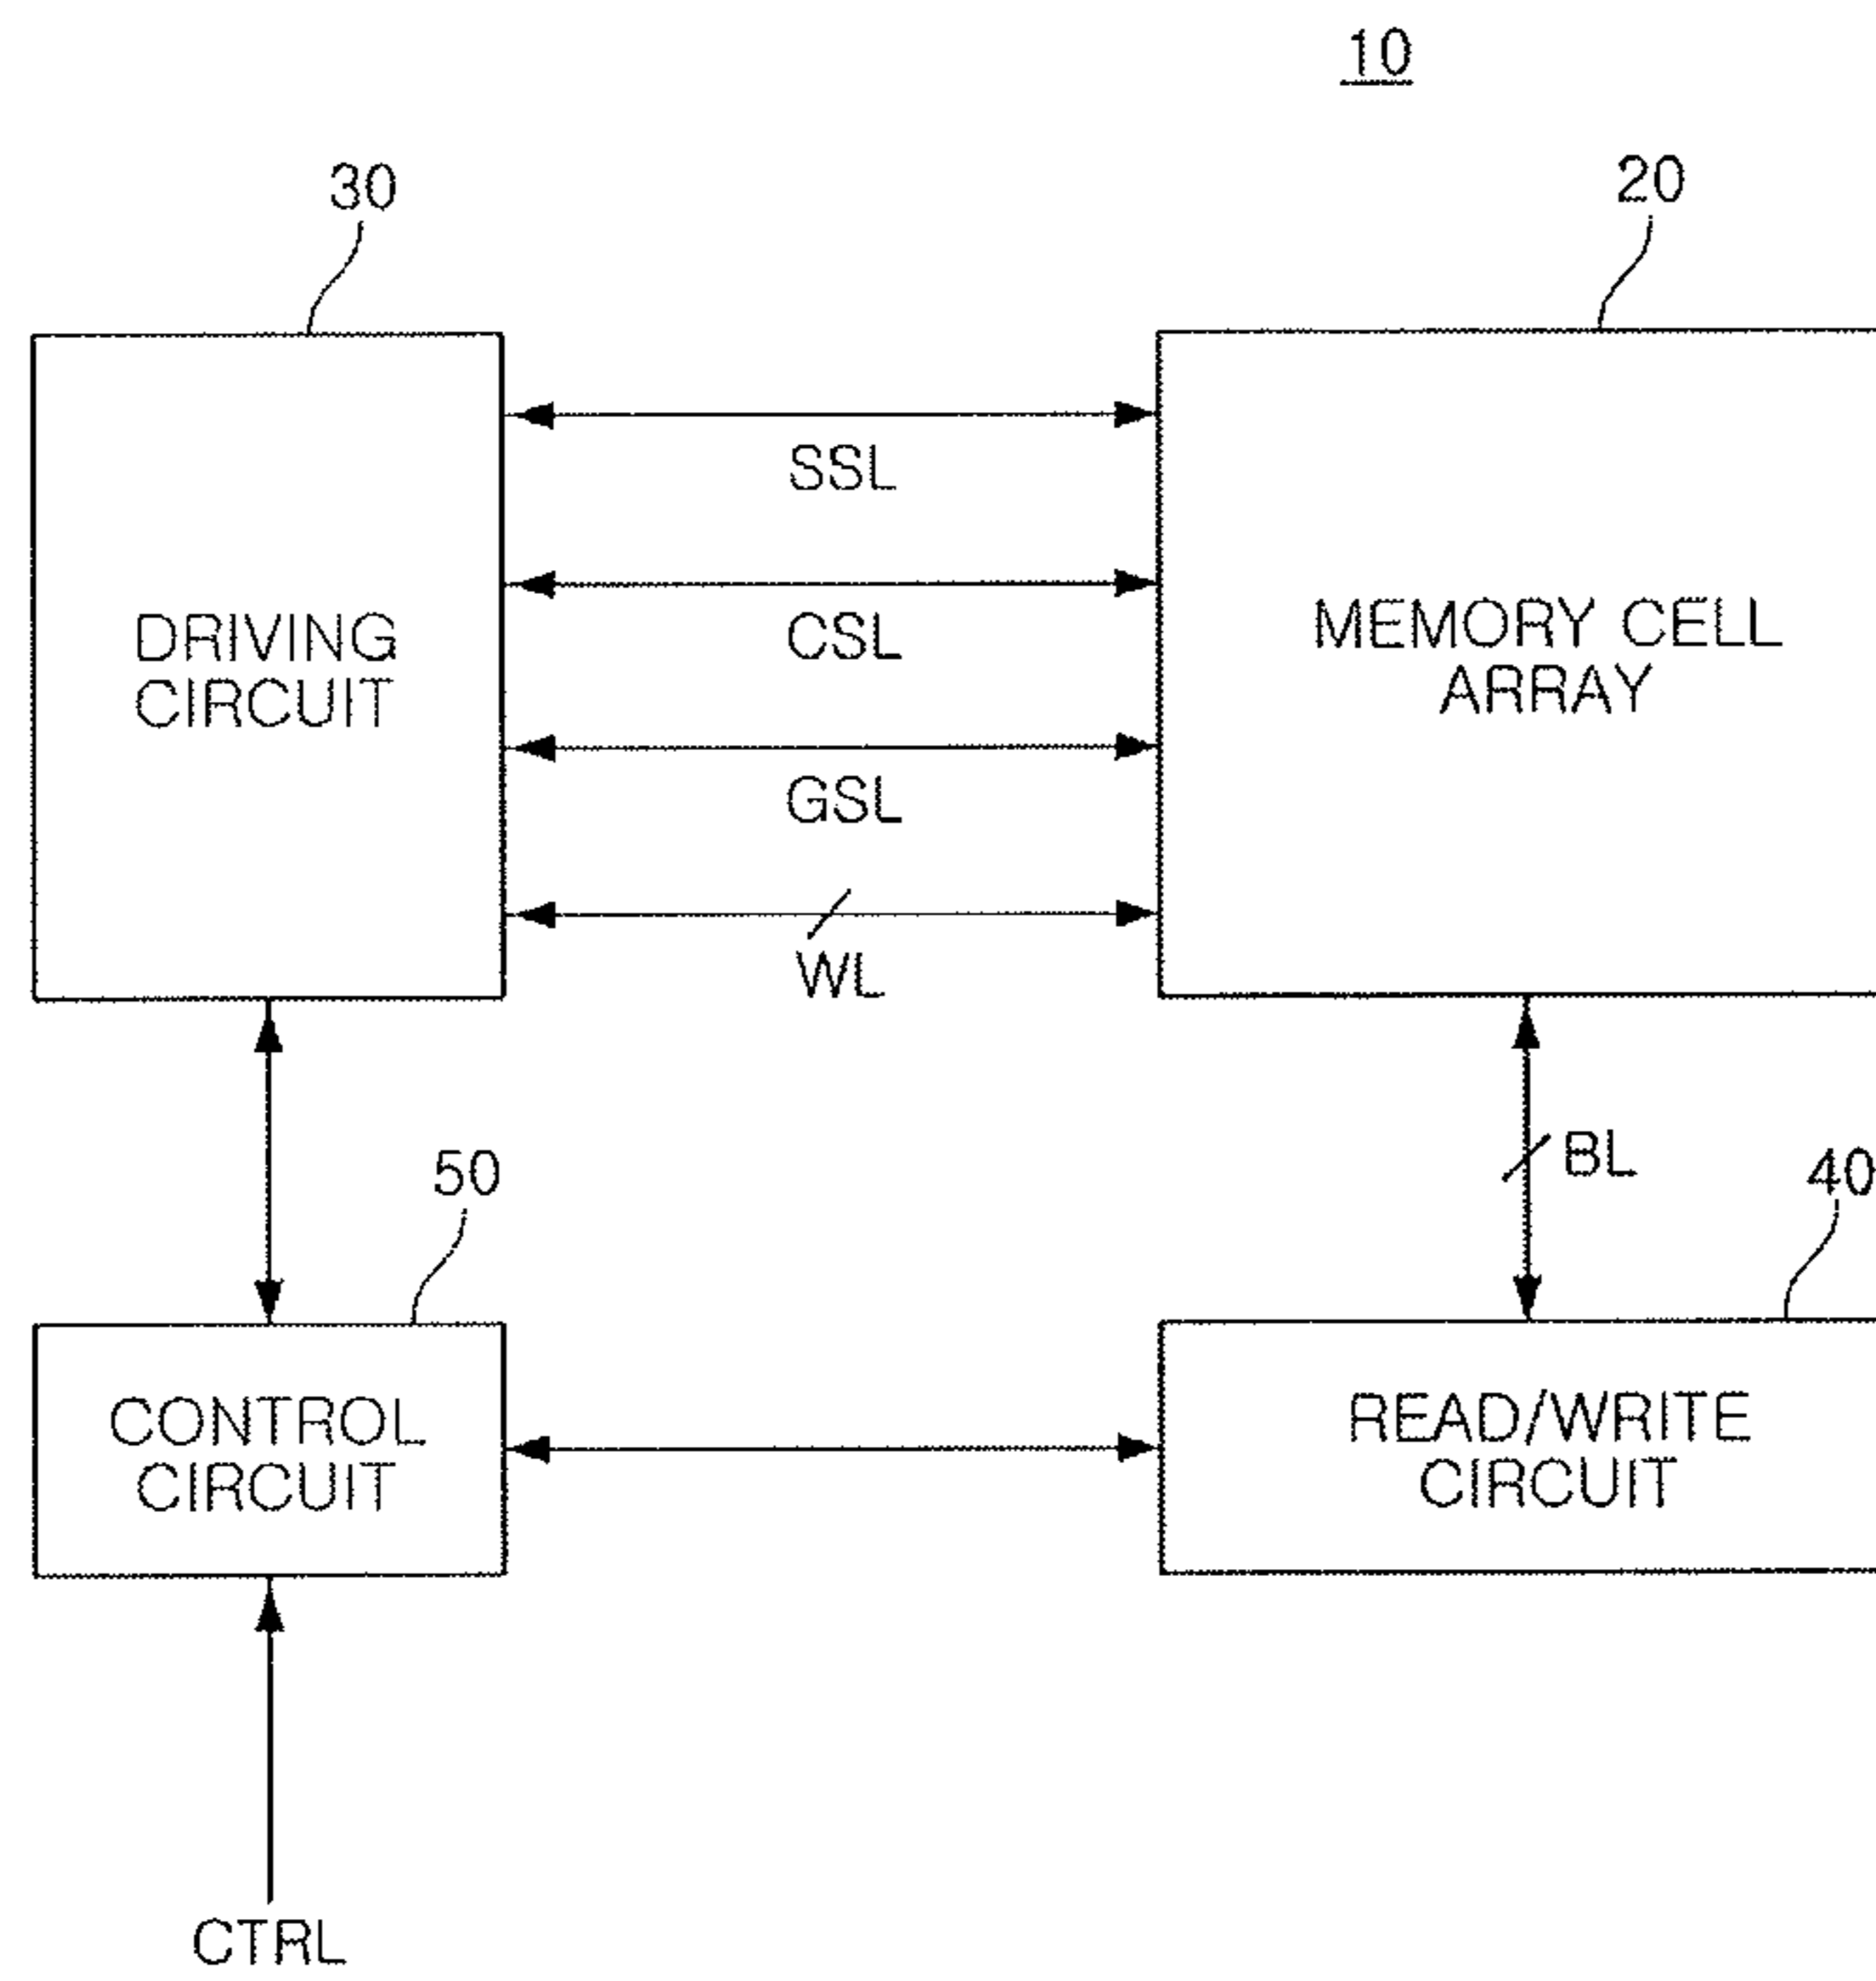 10
30
20
SSL
DRIVING
CIRCUIT
CSL
MEMORY CELL
ARRAY
GSL
WL
50
BL
40
CONTROL
CIRCUIT
READ/WRITE
CIRCUIT
CTRL